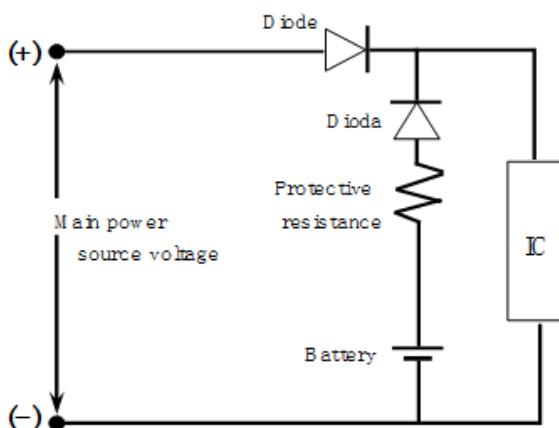 Diode
(+)
Dioda
Protective
resistance
Main power
source voltage
IC
Battery
(−)